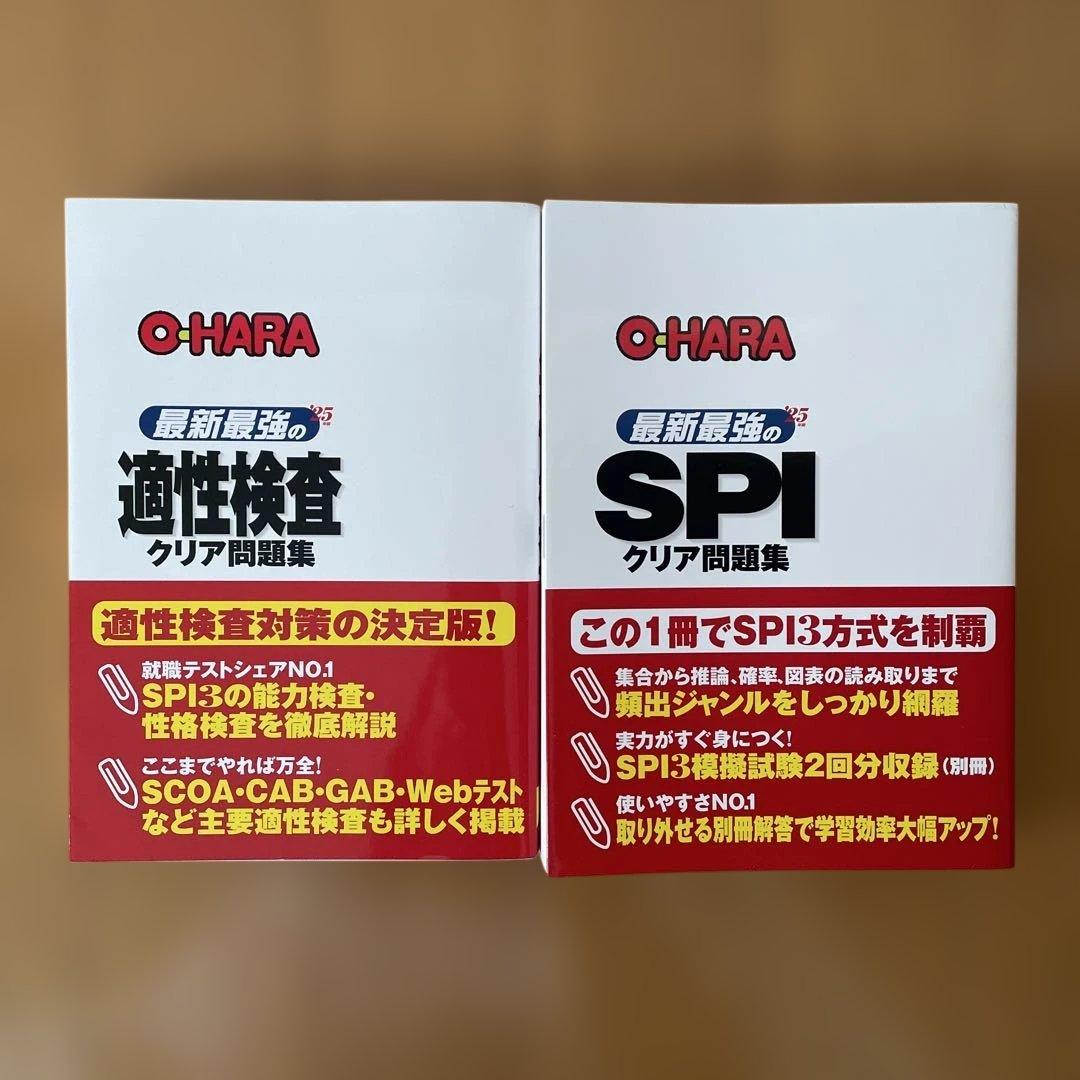 O-HARA
最新最強の'25年版
適性検査
クリア問題集
適性検査対策の決定版!
就職テストシェアNO.1
SPI3の能力検査・
性格検査を徹底解説
ここまでやれば万全!
SCOA・CAB・GAB・Webテスト
など主要適性検査も詳しく掲載
O-HARA
最新最強の'25年版
SPI
クリア問題集
この1冊でSPI3方式を制覇
集合から推論、確率、図表の読み取りまで
頻出ジャンルをしっかり網羅
実力がすぐ身につく!
SPI3模擬試験2回分収録(別冊)
使いやすさNO.1
取り外せる別冊解答で学習効率大幅アップ!